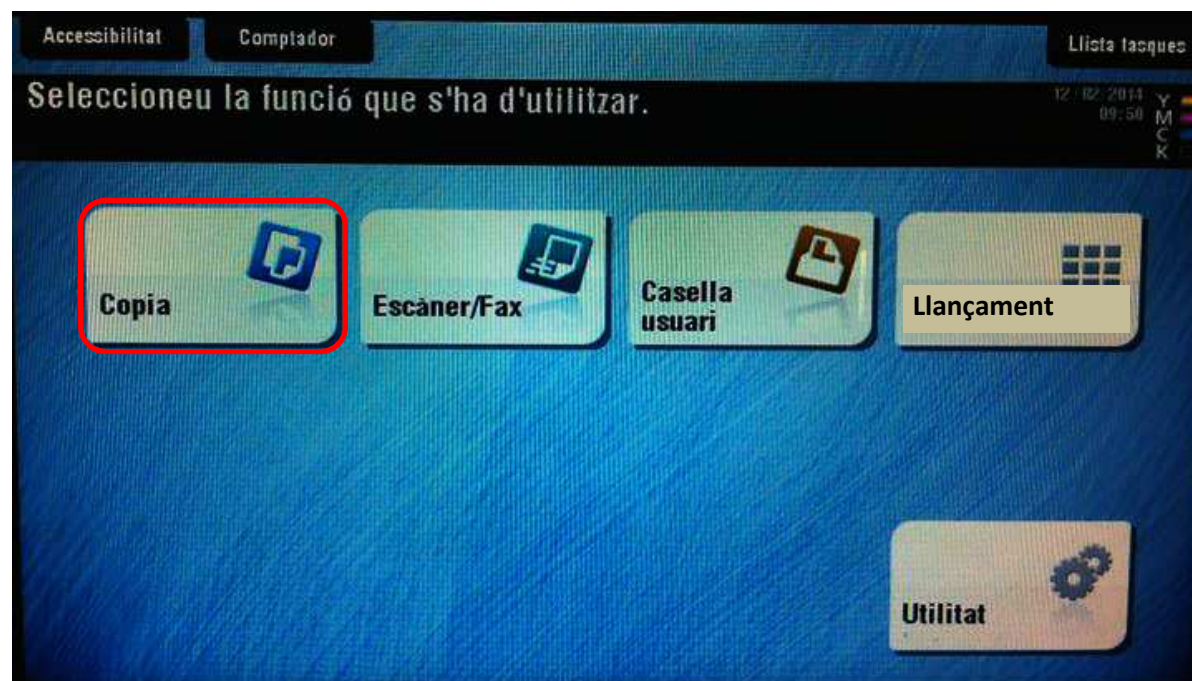 Accessibilitat
Comptador
Llista tasques
Seleccioneu la funció que s'ha d'utilitzar.
12/02/2014
09:50
Y
M
C
K
Copia
Escàner/Fax
Casella
usuari
Llançament
Utilitat